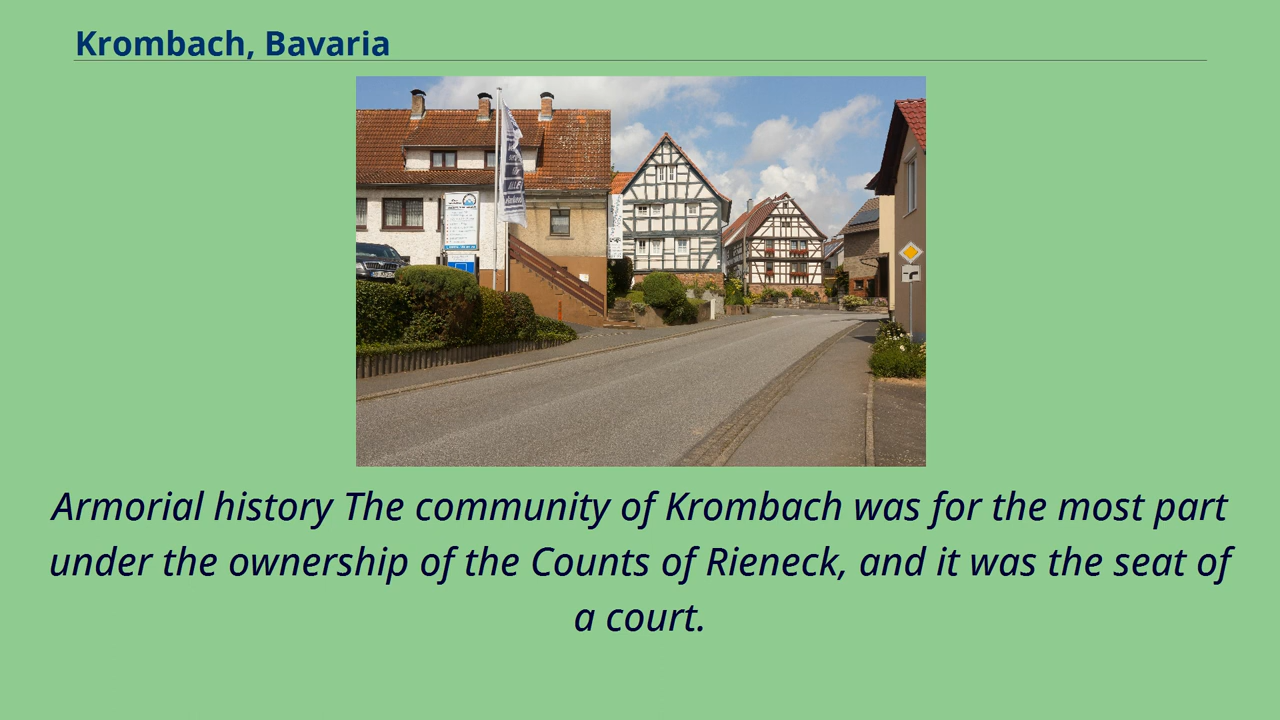 Krombach, Bavaria
Armorial history The community of Krombach was for the most part
under the ownership of the Counts of Rieneck, and it was the seat of
a court.